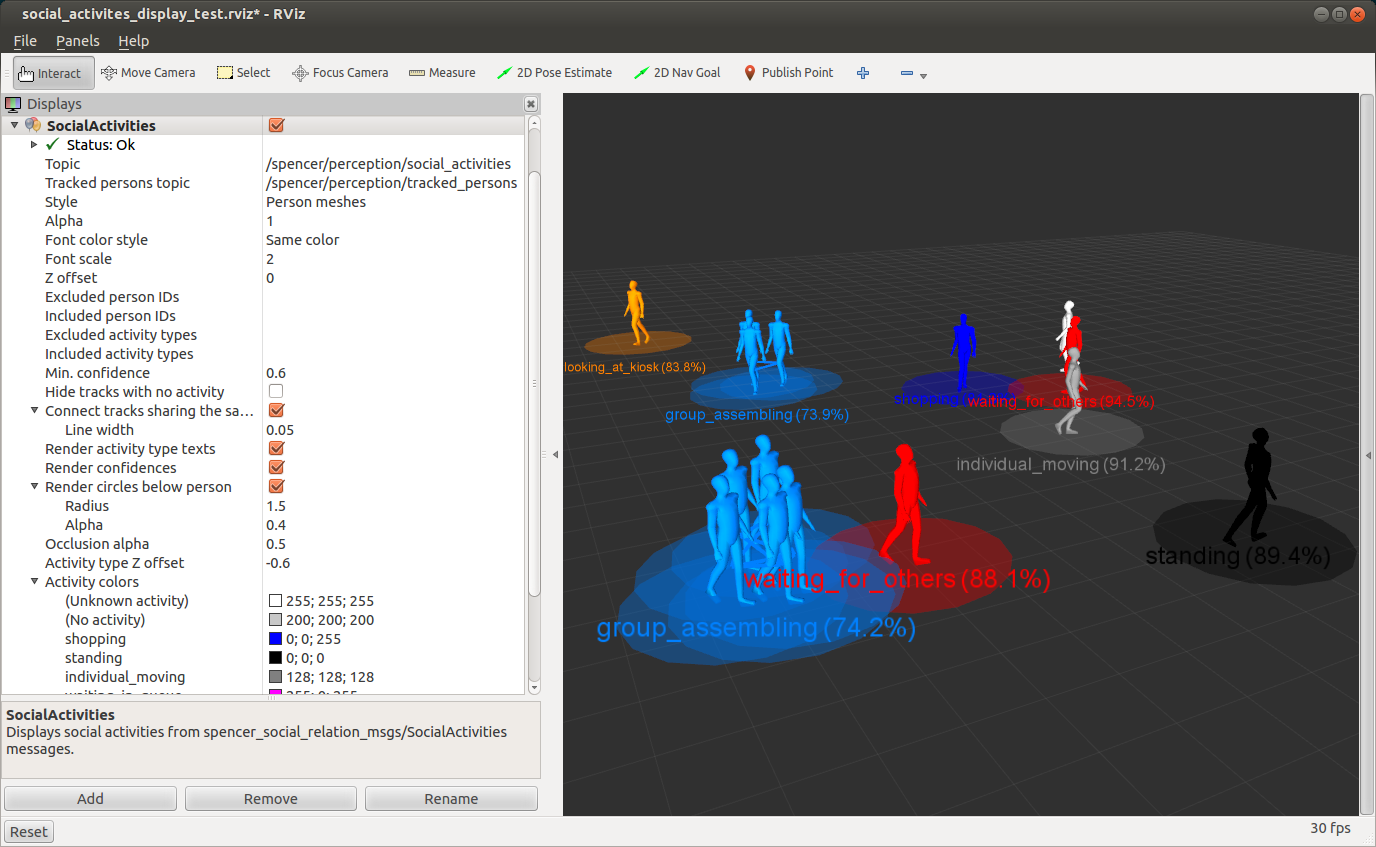 social_activites_display_test.rviz* - RViz
File Panels Help
Interact Move Camera Select Focus Camera Measure 2D Pose Estimate 2D Nav Goal Publish Point
Displays
SocialActivities
Status: Ok
Topic /spencer/perception/social_activities
Tracked persons topic /spencer/perception/tracked_persons
Style Person meshes
Alpha 1
Font color style Same color
Font scale 2
Z offset 0
Excluded person IDs
Included person IDs
Excluded activity types
Included activity types
Min. confidence 0.6
Hide tracks with no activity
Connect tracks sharing the sa...
Line width 0.05
Render activity type texts
Render confidences
Render circles below person
Radius 1.5
Alpha 0.4
Occlusion alpha 0.5
Activity type Z offset -0.6
Activity colors
(Unknown activity) 255; 255; 255
(No activity) 200; 200; 200
shopping 0; 0; 255
standing 0; 0; 0
individual_moving 128; 128; 128
waiting_in_queue 255; 0; 255
SocialActivities
Displays social activities from spencer_social_relation_msgs/SocialActivities
messages.
Add Remove Rename
Reset
looking_at_kiosk (83.8%)
group_assembling (73.9%)
shopping
waiting_for_others (94.5%)
individual_moving (91.2%)
standing (89.4%)
waiting_for_others (88.1%)
group_assembling (74.2%)
30 fps